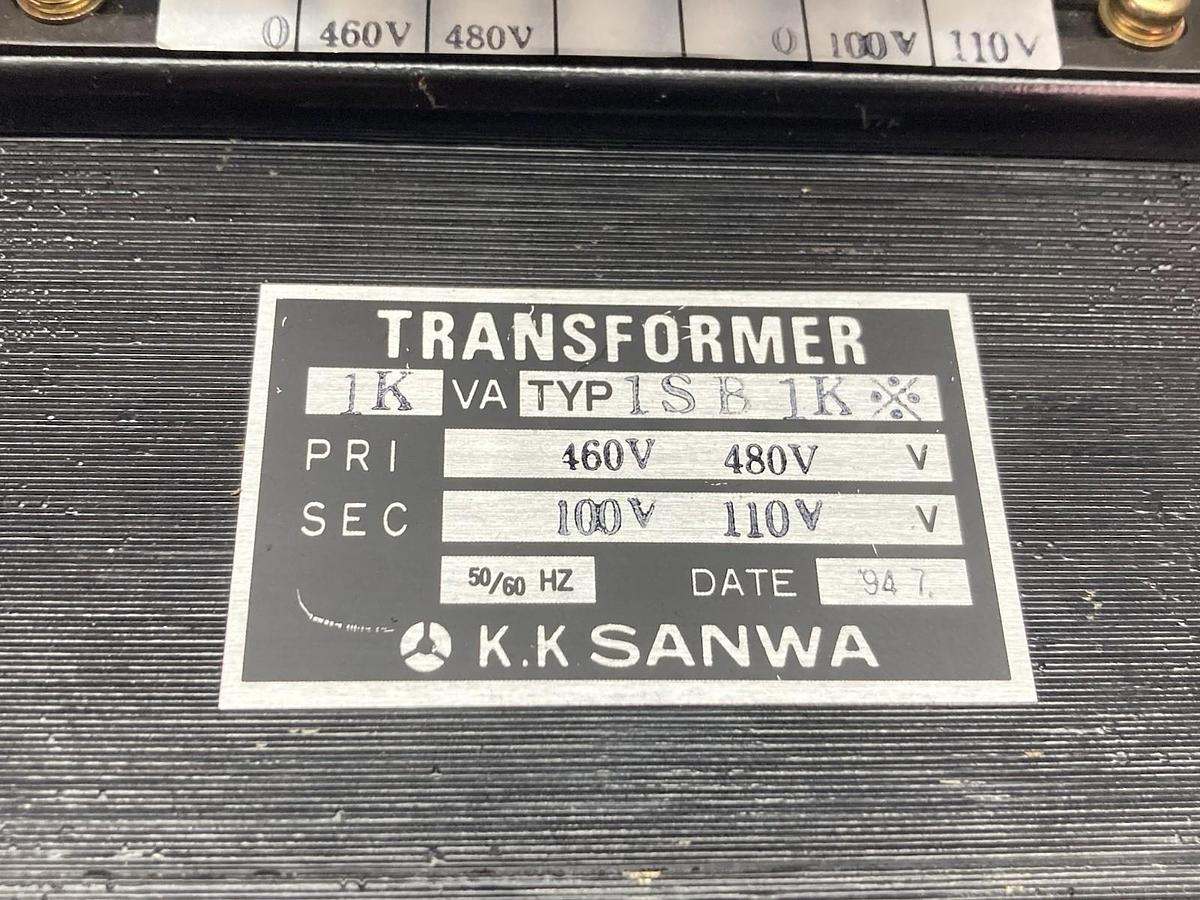 0 460V 480V 0 100V 110V
TRANSFORMER
1K VA TYP 1SB 1K※
PRI 460V 480V V
SEC 100V 110V V
50/60 HZ DATE '94 7.
K.K SANWA